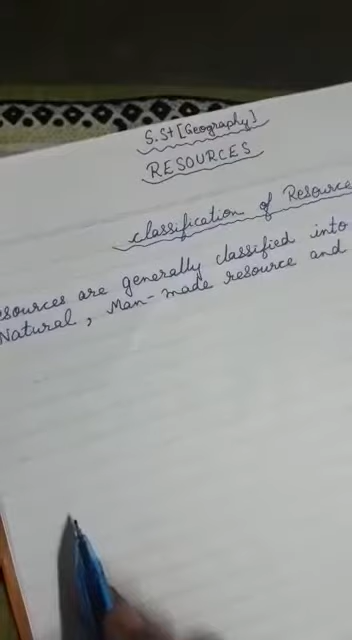 S.St [Geography]
RESOURCES
Classification of Resource
esources are generally classified into
Natural, Man-made resource and